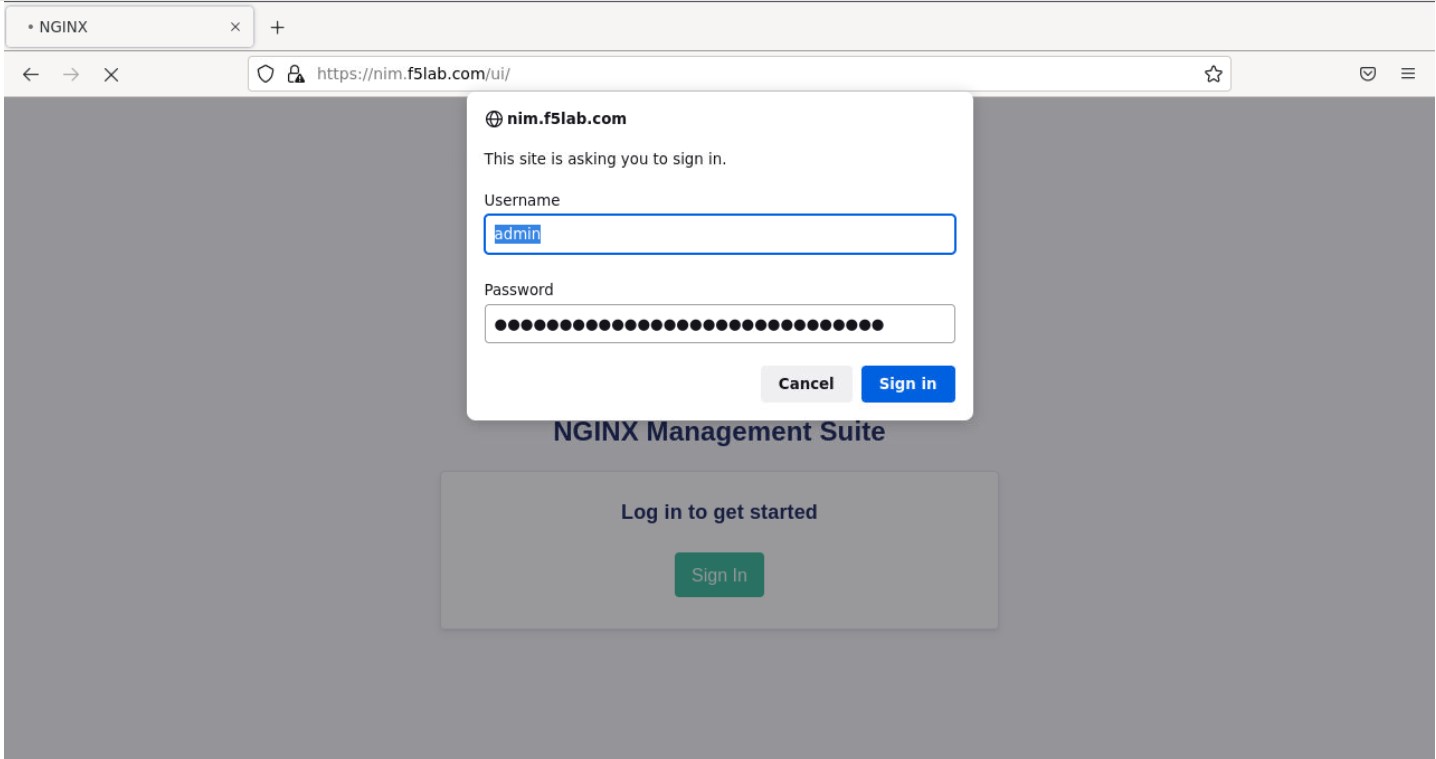 • NGINX
https://nim.f5lab.com/ui/
nim.f5lab.com
This site is asking you to sign in.
Username
admin
Password
●●●●●●●●●●●●●●●●●●●●●●●●●●●●●●
Cancel Sign in
NGINX Management Suite
Log in to get started
Sign In